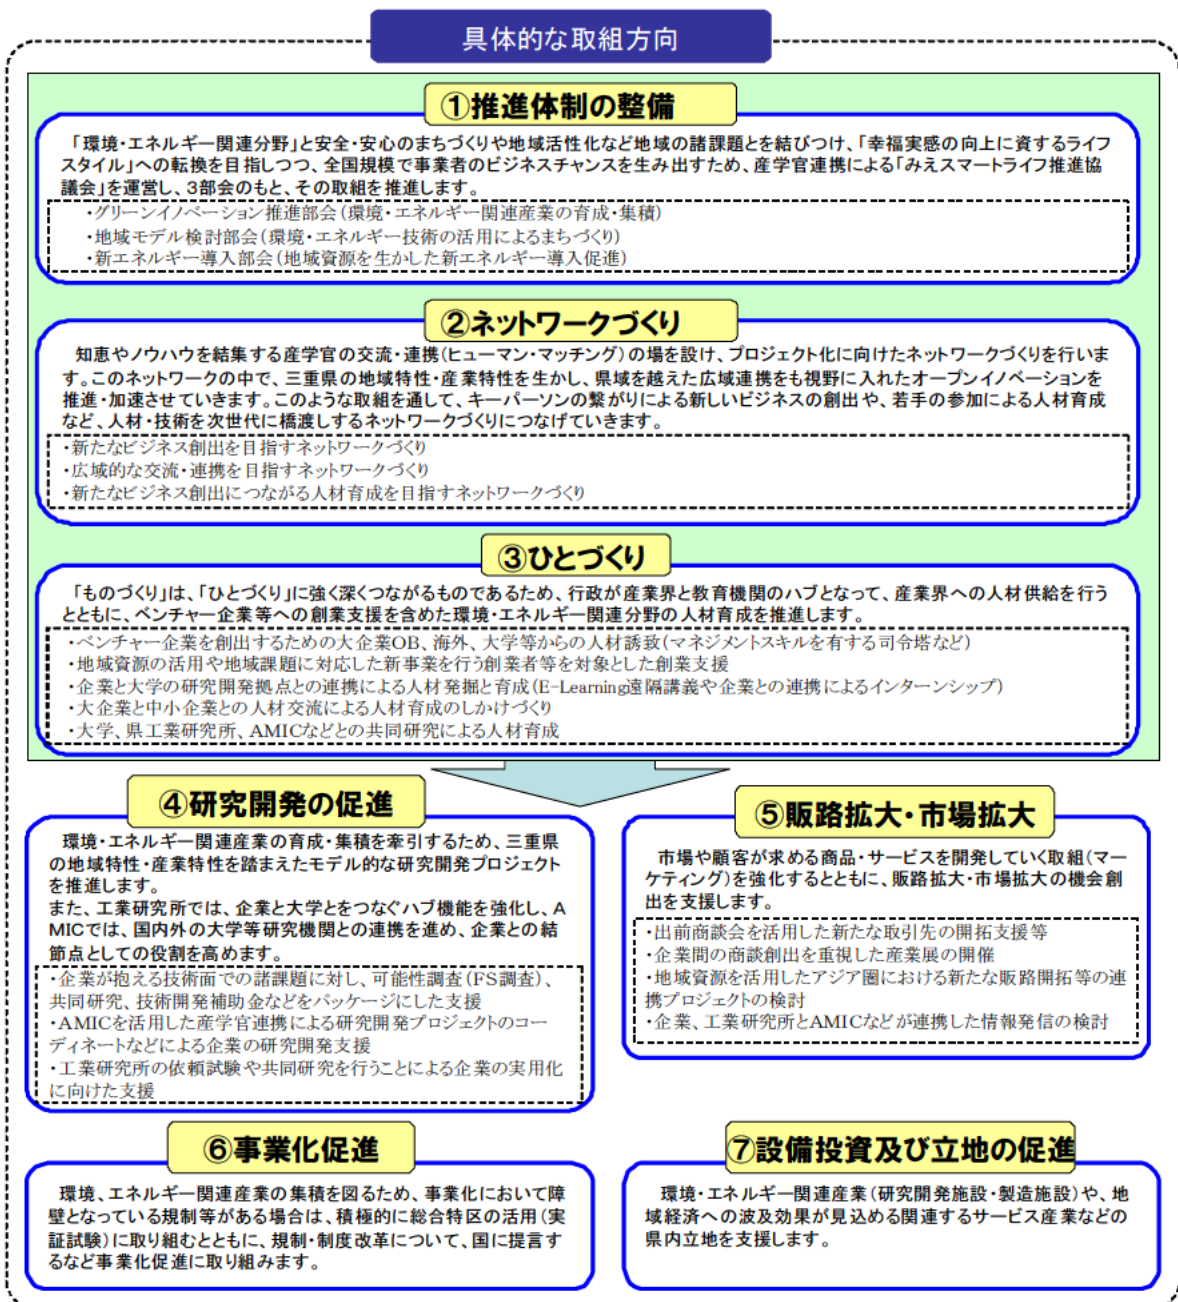 具体的な取組方向
①推進体制の整備
「環境・エネルギー関連分野」と安全・安心のまちづくりや地域活性化など地域の諸課題とを結びつけ、「幸福実感の向上に資するライフ
スタイル」への転換を目指しつつ、全国規模で事業者のビジネスチャンスを生み出すため、産学官連携による「みえスマートライフ推進協
議会」を運営し、3部会のもと、その取組を推進します。
・グリーンイノベーション推進部会(環境・エネルギー関連産業の育成・集積)
・地域モデル検討部会(環境・エネルギー技術の活用によるまちづくり)
・新エネルギー導入部会(地域資源を生かした新エネルギー導入促進)
②ネットワークづくり
知恵やノウハウを結集する産学官の交流・連携(ヒューマン・マッチング)の場を設け、プロジェクト化に向けたネットワークづくりを行いま
す。このネットワークの中で、三重県の地域特性・産業特性を生かし、県域を越えた広域連携をも視野に入れたオープンイノベーションを
推進・加速させていきます。このような取組を通して、キーパーソンの繋がりによる新しいビジネスの創出や、若手の参加による人材育成
など、人材・技術を次世代に橋渡しするネットワークづくりにつなげていきます。
・新たなビジネス創出を目指すネットワークづくり
・広域的な交流・連携を目指すネットワークづくり
・新たなビジネス創出につながる人材育成を目指すネットワークづくり
③ひとづくり
「ものづくり」は、「ひとづくり」に強く深くつながるものであるため、行政が産業界と教育機関のハブとなって、産業界への人材供給を行う
とともに、ベンチャー企業等への創業支援を含めた環境・エネルギー関連分野の人材育成を推進します。
・ベンチャー企業を創出するための大企業OB、海外、大学等からの人材誘致(マネジメントスキルを有する司令塔など)
・地域資源の活用や地域課題に対応した新事業を行う創業者等を対象とした創業支援
・企業と大学の研究開発拠点との連携による人材発掘と育成(E-Learning遠隔講義や企業との連携によるインターンシップ)
・大企業と中小企業との人材交流による人材育成のしかけづくり
・大学、県工業研究所、AMICなどとの共同研究による人材育成
④研究開発の促進
環境・エネルギー関連産業の育成・集積を牽引するため、三重県
の地域特性・産業特性を踏まえたモデル的な研究開発プロジェクト
を推進します。
また、工業研究所では、企業と大学とをつなぐハブ機能を強化し、A
MICでは、国内外の大学等研究機関との連携を進め、企業との結
節点としての役割を高めます。
・企業が抱える技術面での諸課題に対し、可能性調査(FS調査)、
共同研究、技術開発補助金などをパッケージにした支援
・AMICを活用した産学官連携による研究開発プロジェクトのコー
ディネートなどによる企業の研究開発支援
・工業研究所の依頼試験や共同研究を行うことによる企業の実用化
に向けた支援
⑤販路拡大・市場拡大
市場や顧客が求める商品・サービスを開発していく取組(マー
ケティング)を強化するとともに、販路拡大・市場拡大の機会創
出を支援します。
・出前商談会を活用した新たな取引先の開拓支援等
・企業間の商談創出を重視した産業展の開催
・地域資源を活用したアジア圏における新たな販路開拓等の連
携プロジェクトの検討
・企業、工業研究所とAMICなどが連携した情報発信の検討
⑥事業化促進
環境、エネルギー関連産業の集積を図るため、事業化において障
壁となっている規制等がある場合は、積極的に総合特区の活用(実
証試験)に取り組むとともに、規制・制度改革について、国に提言す
るなど事業化促進に取り組みます。
⑦設備投資及び立地の促進
環境・エネルギー関連産業(研究開発施設・製造施設)や、地
域経済への波及効果が見込める関連するサービス産業などの
県内立地を支援します。